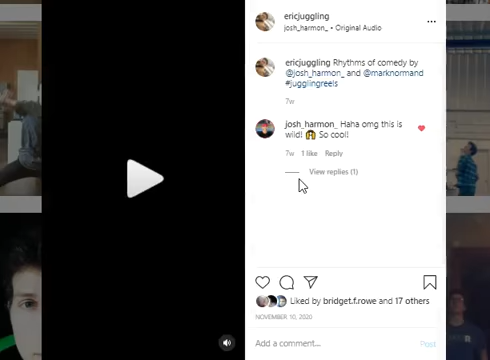 ericjuggling
josh_harmon_ • Original Audio
ericjuggling Rhythms of comedy by
@josh_harmon_ and @marknormand
#jugglingreels
7w
josh_harmon_ Haha omg this is
wild! 🙌 So cool!
7w 1 like Reply
View replies (1)
Liked by bridget.f.rowe and 17 others
NOVEMBER 10, 2020
Add a comment... Post